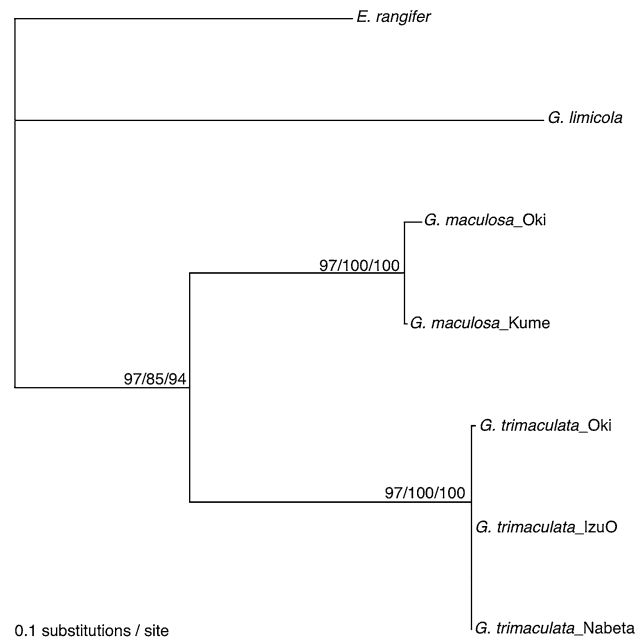 E. rangifer
G. limicola
G. maculosa_Oki
97/100/100
G. maculosa_Kume
97/85/94
G. trimaculata_Oki
97/100/100
G. trimaculata_IzuO
G. trimaculata_Nabeta
0.1 substitutions / site